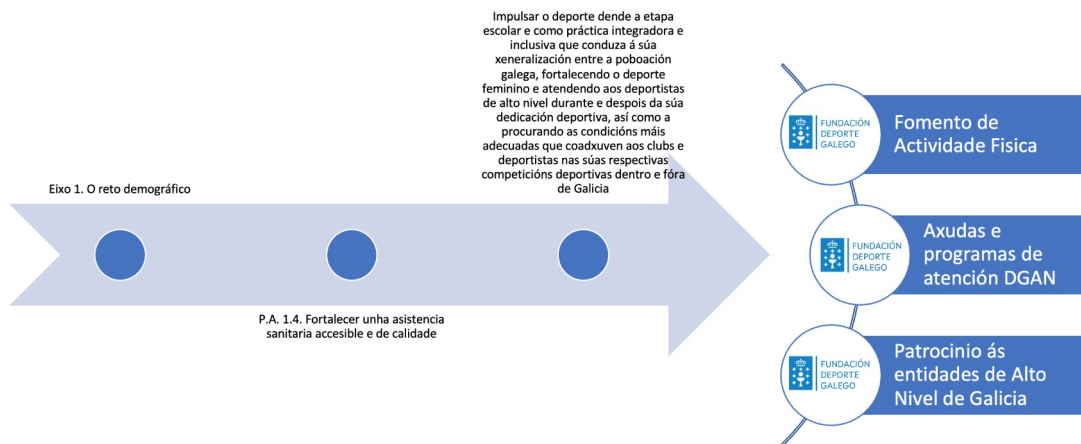 Impulsar o deporte dende a etapa
escolar e como práctica integradora e
inclusiva que conduza á súa
xeneralización entre a poboación
galega, fortalecendo o deporte
feminino e atendendo aos deportistas
de alto nivel durante e despois da súa
dedicación deportiva, así como a
procurando as condicións máis
adecuadas que coadxuven aos clubs e
deportistas nas súas respectivas
competicións deportivas dentro e fóra
de Galicia
Eixo 1. O reto demográfico
P.A. 1.4. Fortalecer unha asistencia
sanitaria accesible e de calidade
FUNDACIÓN
DEPORTE
GALEGO
Fomento de
Actividade Fisica
FUNDACIÓN
DEPORTE
GALEGO
Axudas e
programas de
atención DGAN
FUNDACIÓN
DEPORTE
GALEGO
Patrocinio ás
entidades de Alto
Nivel de Galicia